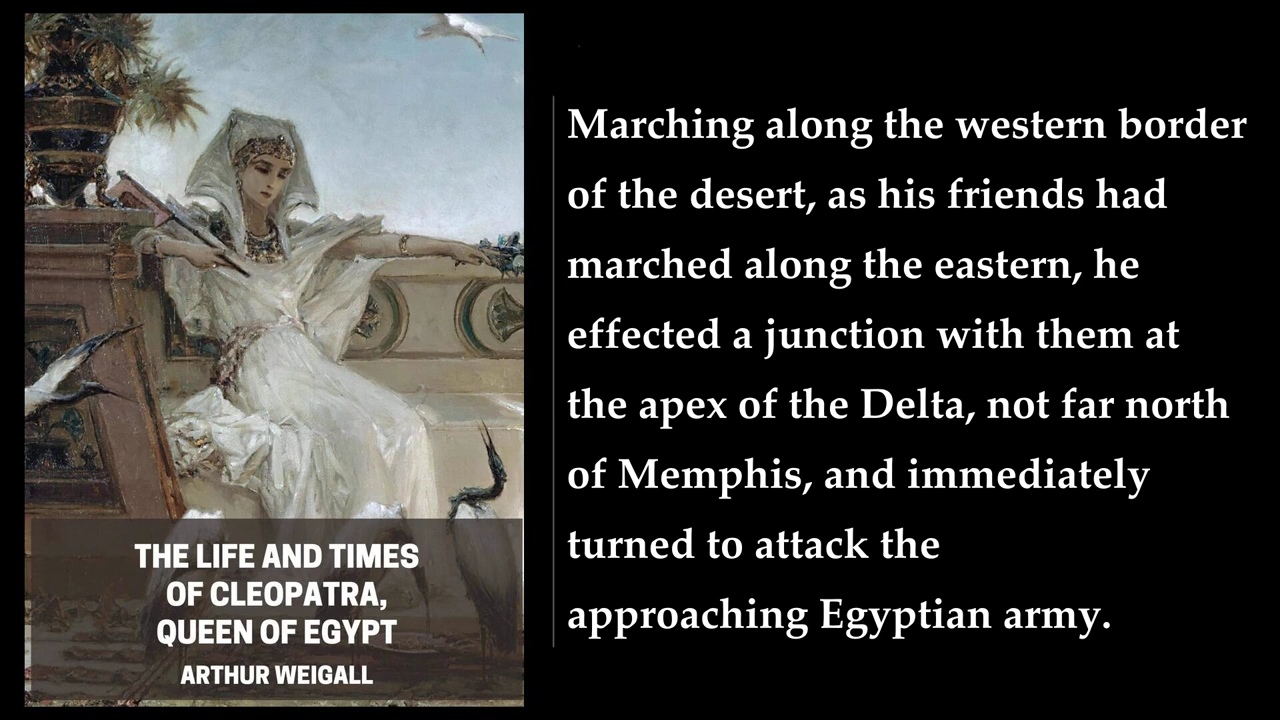 THE LIFE AND TIMES
OF CLEOPATRA,
QUEEN OF EGYPT
ARTHUR WEIGALL
Marching along the western border
of the desert, as his friends had
marched along the eastern, he
effected a junction with them at
the apex of the Delta, not far north
of Memphis, and immediately
turned to attack the
approaching Egyptian army.